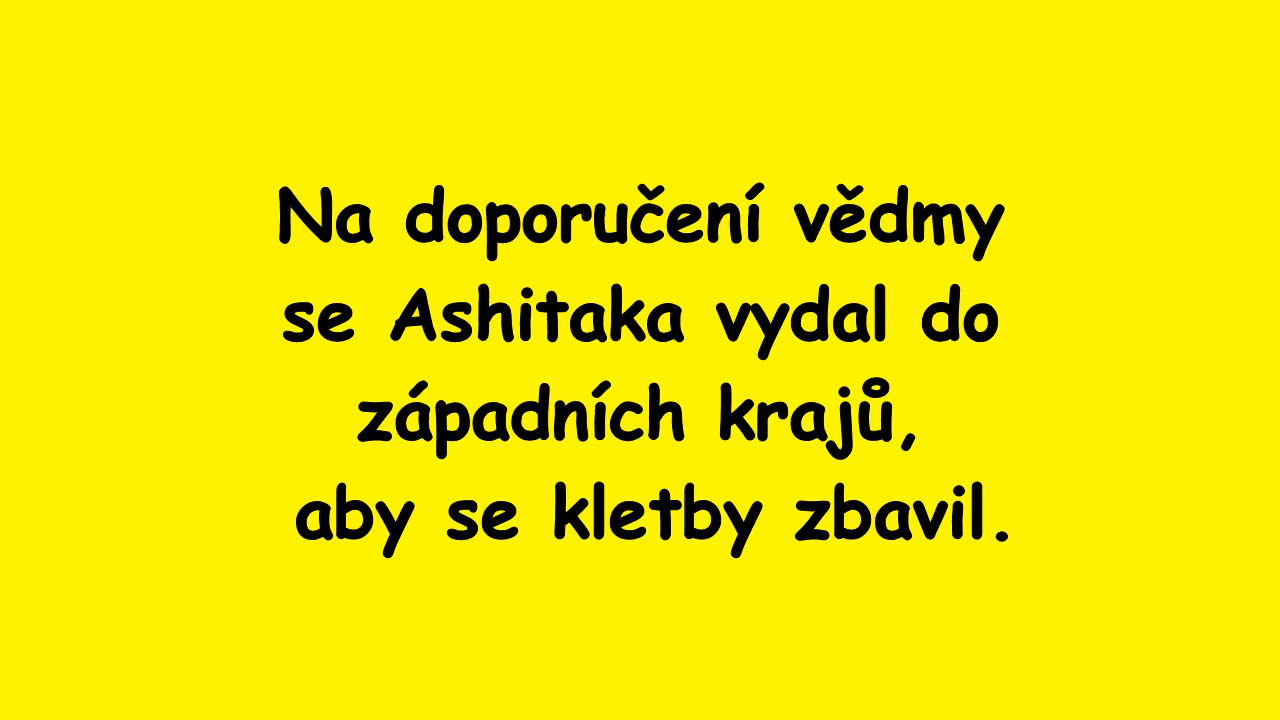 Na doporučení vědmy
se Ashitaka vydal do
západních krajů,
aby se kletby zbavil.